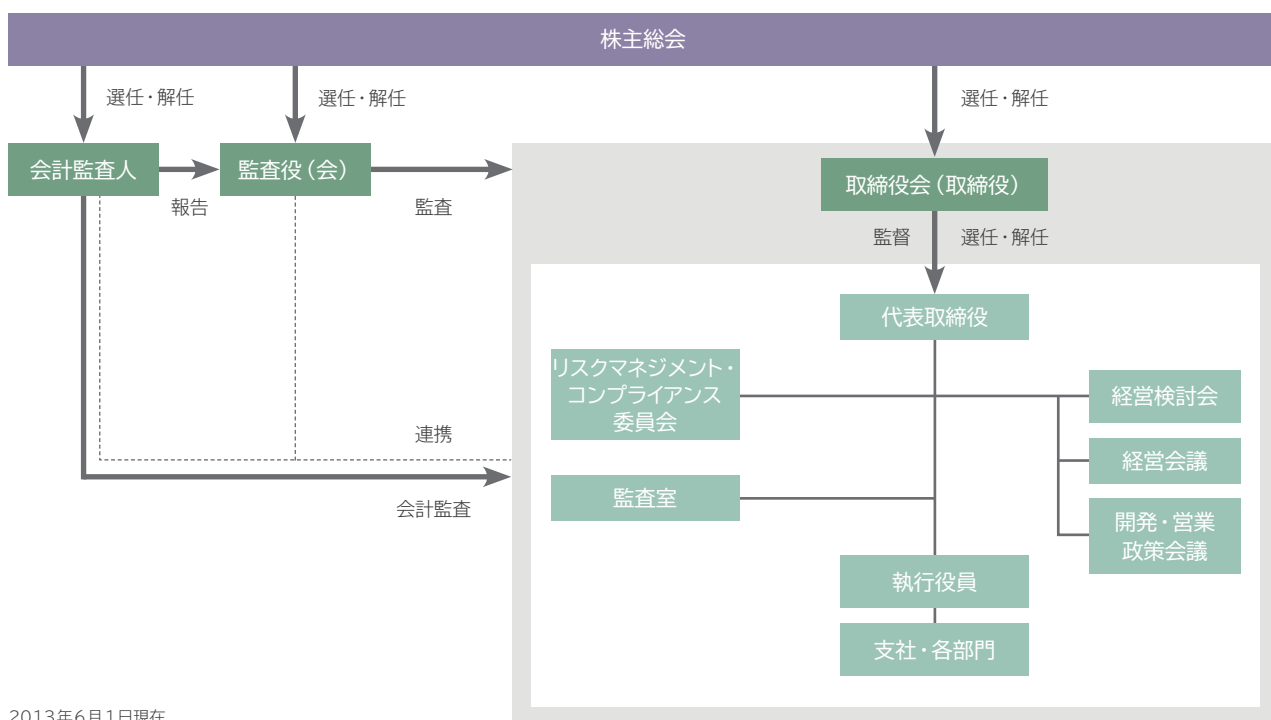 株主総会
選任・解任
選任・解任
選任・解任
会計監査人
報告
監査役（会）
監査
取締役会（取締役）
監督
選任・解任
代表取締役
リスクマネジメント・
コンプライアンス
委員会
経営検討会
経営会議
連携
監査室
会計監査
開発・営業
政策会議
執行役員
支社・各部門
2013年6月1日現在